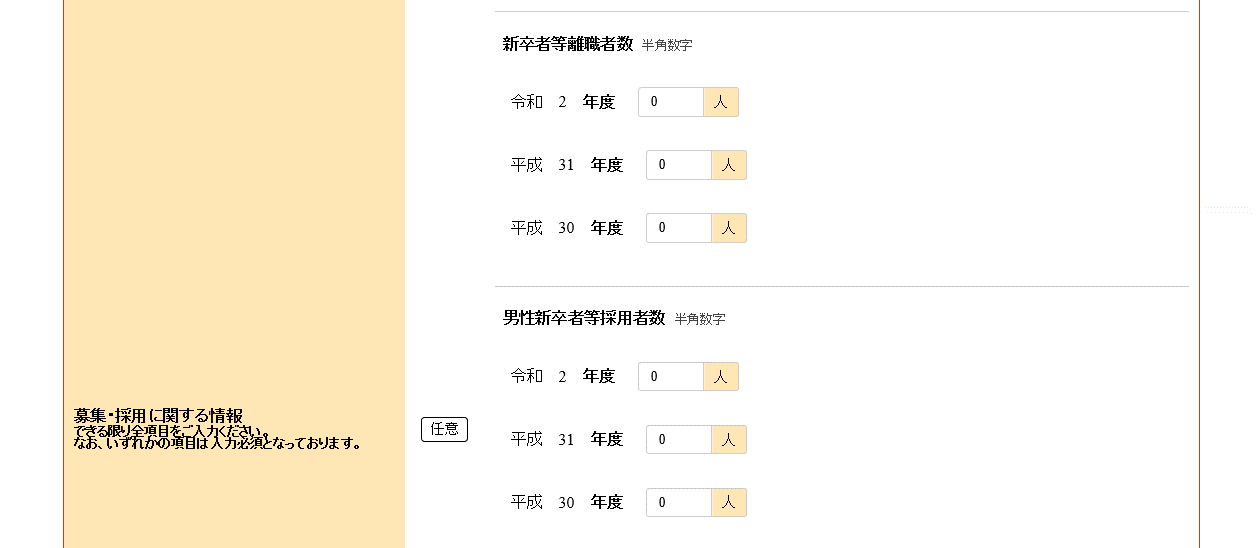 新卒者等離職者数 半角数字
令和 2 年度 0 人
平成 31 年度 0 人
平成 30 年度 0 人
男性新卒者等採用者数 半角数字
令和 2 年度 0 人
募集・採用に関する情報
できる限り全項目をご入力ください。
なお、いずれかの項目は入力必須となっております。
任意
平成 31 年度 0 人
平成 30 年度 0 人